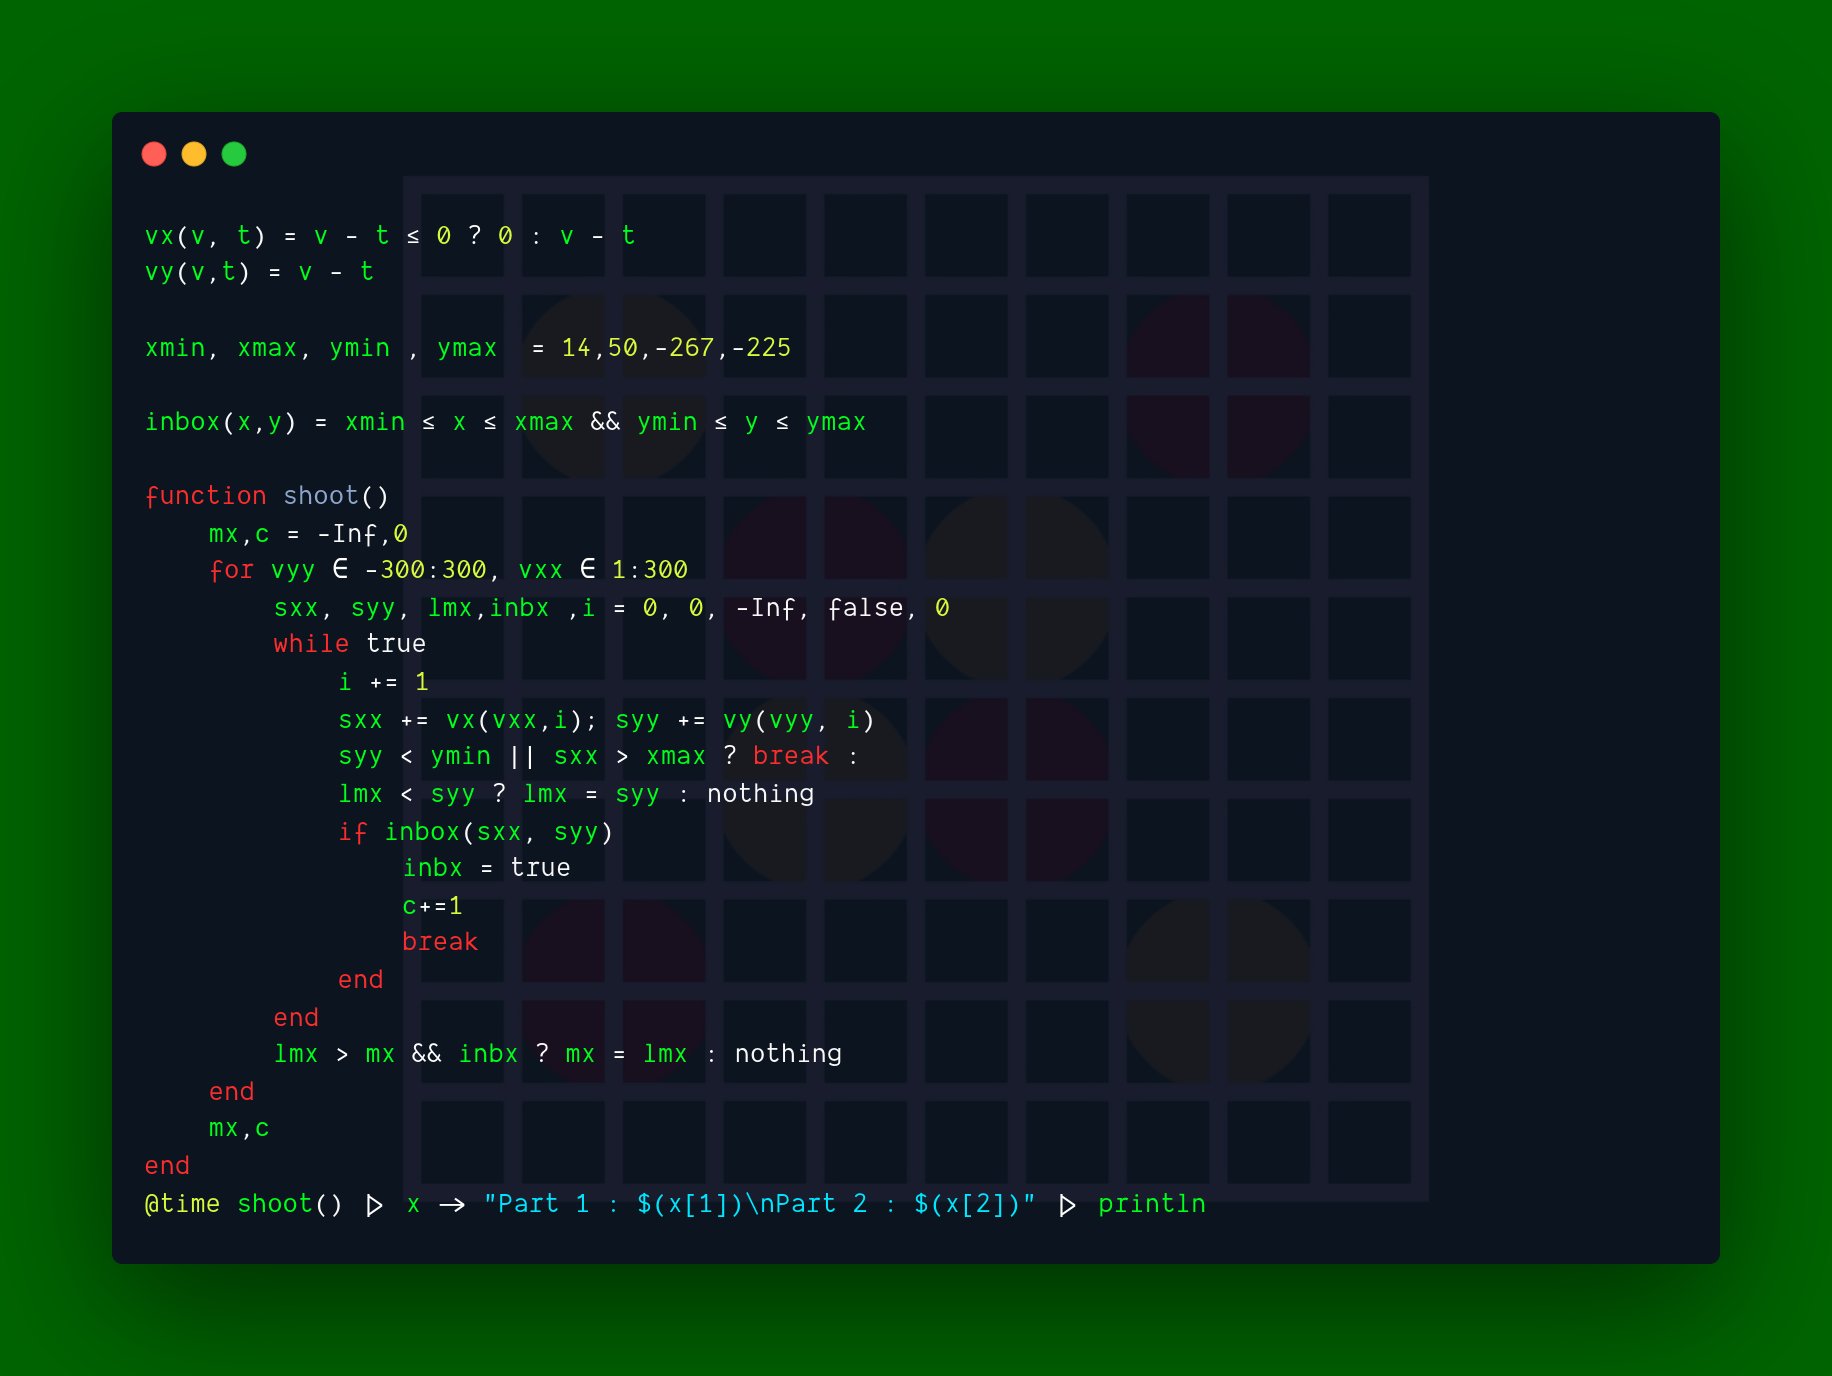 vx(v, t) = v - t ≤ 0 ? 0 : v - t
vy(v,t) = v - t
xmin, xmax, ymin , ymax  = 14,50,-267,-225
inbox(x,y) = xmin ≤ x ≤ xmax && ymin ≤ y ≤ ymax
function shoot()
    mx,c = -Inf,0
    for vyy ∈ -300:300, vxx ∈ 1:300
        sxx, syy, lmx,inbx ,i = 0, 0, -Inf, false, 0
        while true
            i += 1
            sxx += vx(vxx,i); syy += vy(vyy, i)
            syy < ymin || sxx > xmax ? break :
            lmx < syy ? lmx = syy : nothing
            if inbox(sxx, syy)
                inbx = true
                c+=1
                break
            end
        end
        lmx > mx && inbx ? mx = lmx : nothing
    end
    mx,c
end
@time shoot() |> x -> "Part 1 : $(x[1])\nPart 2 : $(x[2])" |> println